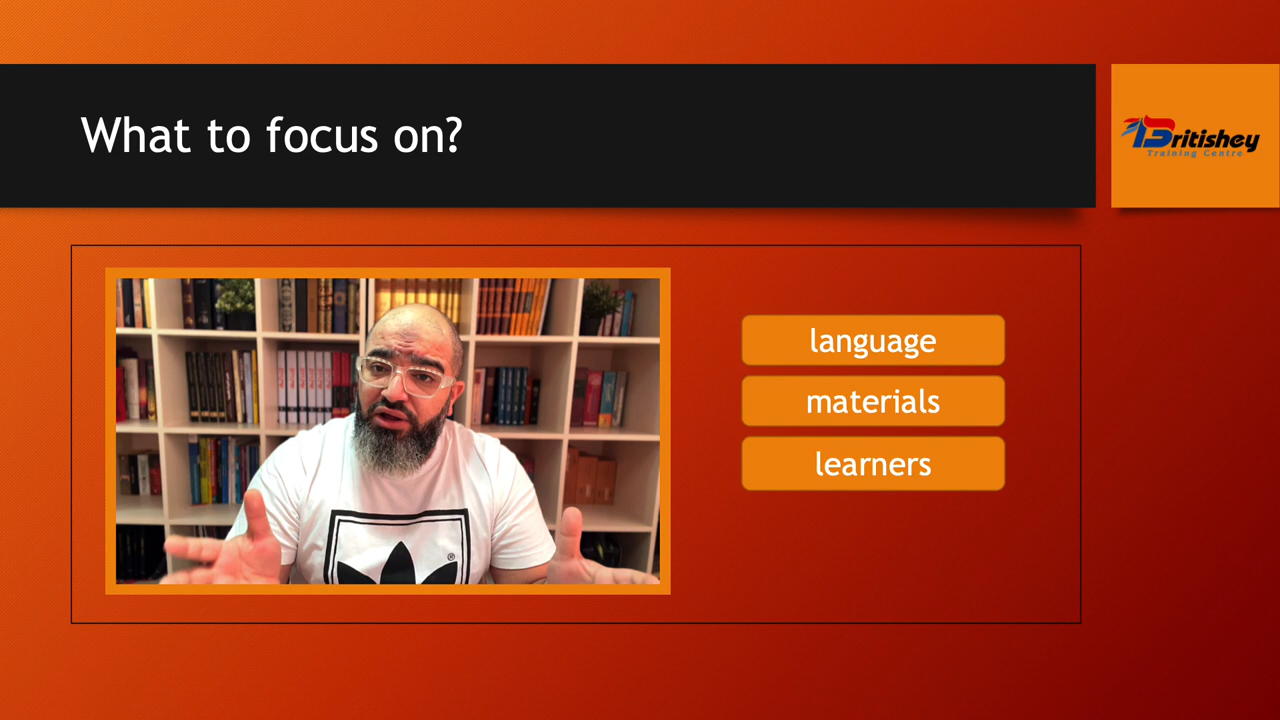 What to focus on?
Britishey
Training Centre
language
materials
learners
®